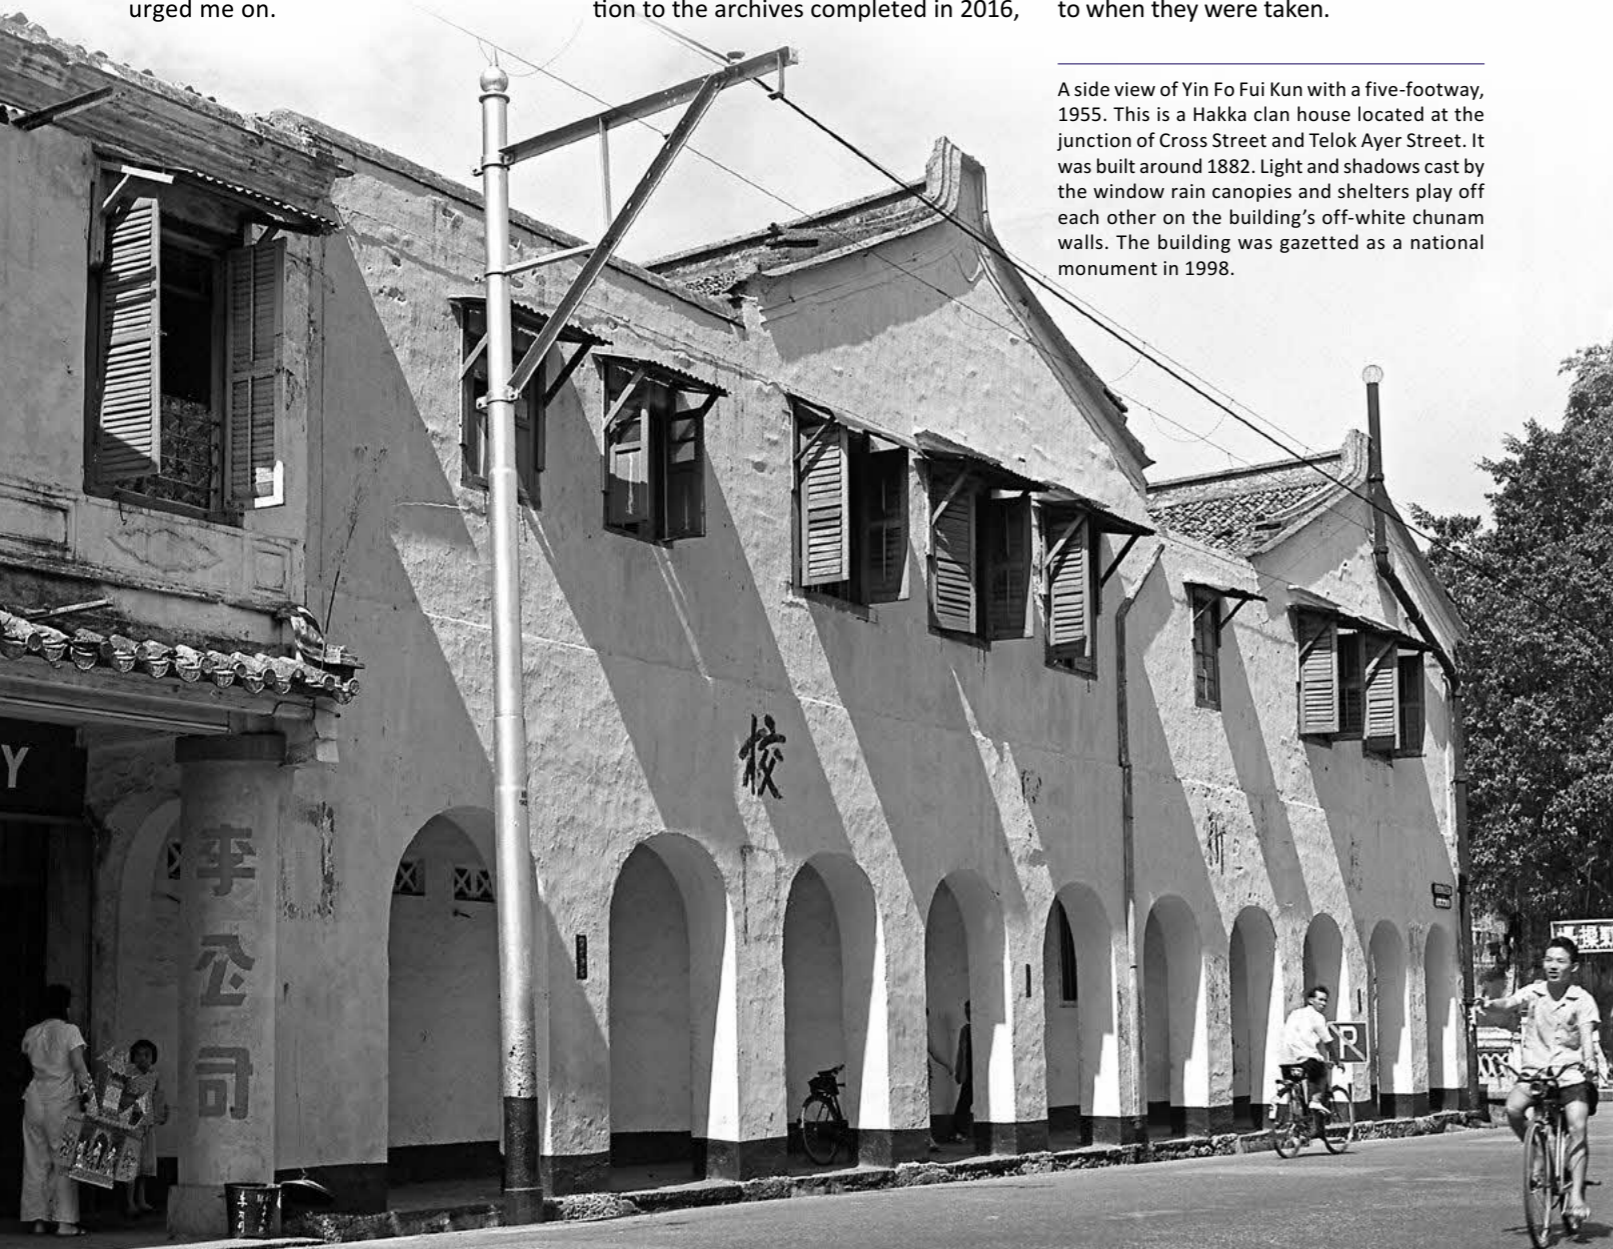 urged me on.
tion to the archives completed in 2016,
to when they were taken.
A side view of Yin Fo Fui Kun with a five-footway,
1955. This is a Hakka clan house located at the
junction of Cross Street and Telok Ayer Street. It
was built around 1882. Light and shadows cast by
the window rain canopies and shelters play off
each other on the building’s off-white chunam
walls. The building was gazetted as a national
monument in 1998.
Y
校
李
公
司
P